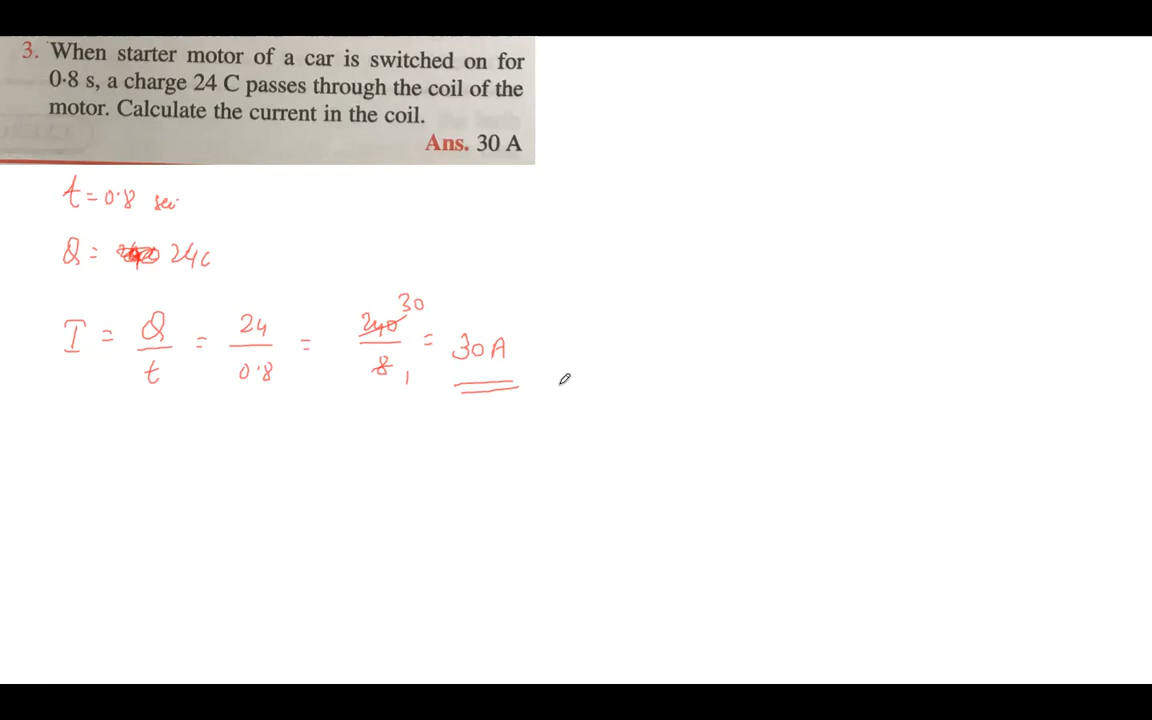 3. When starter motor of a car is switched on for
0·8 s, a charge 24 C passes through the coil of the
motor. Calculate the current in the coil.
Ans. 30 A
t = 0.8 sec
Q = 24C
I = Q/t = 24/0.8 = 240/8 = 30A
30
1